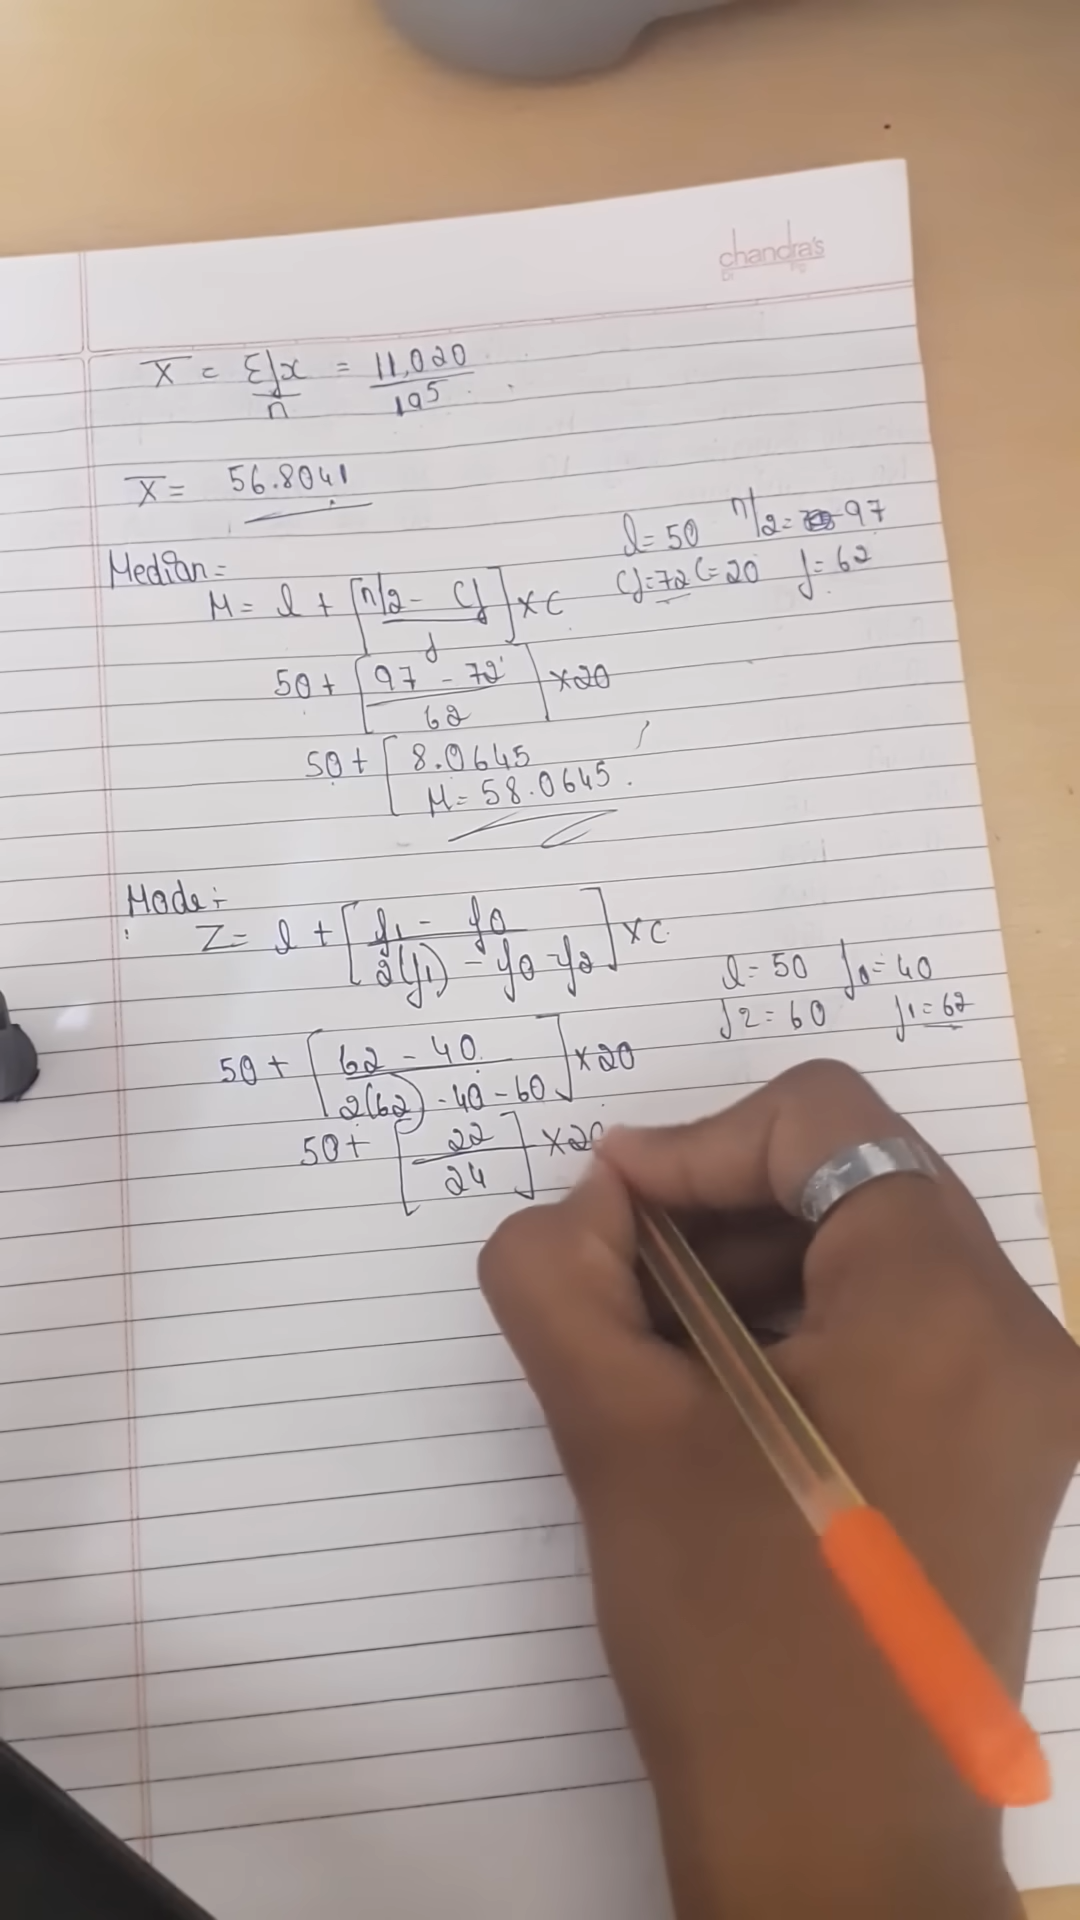 chandra's
X̅ = Σfx/n = 11,020/195
X̅ = 56.8041
l=50 n/2=97
Cf=72 C=20 f=62
Median=
M= l + [n/2 - Cf / f] × C
50+ [97 - 72 / 62] ×20
50+ [8.0645
M=58.0645.
Mode÷
Z= l + [f1 - f0 / 2(f1) - f0 - f2] × C
l=50 f0=40
f2=60 f1=62
50+ [62 - 40 / 2(62) - 40 - 60] ×20
50+ [22 / 24] ×20